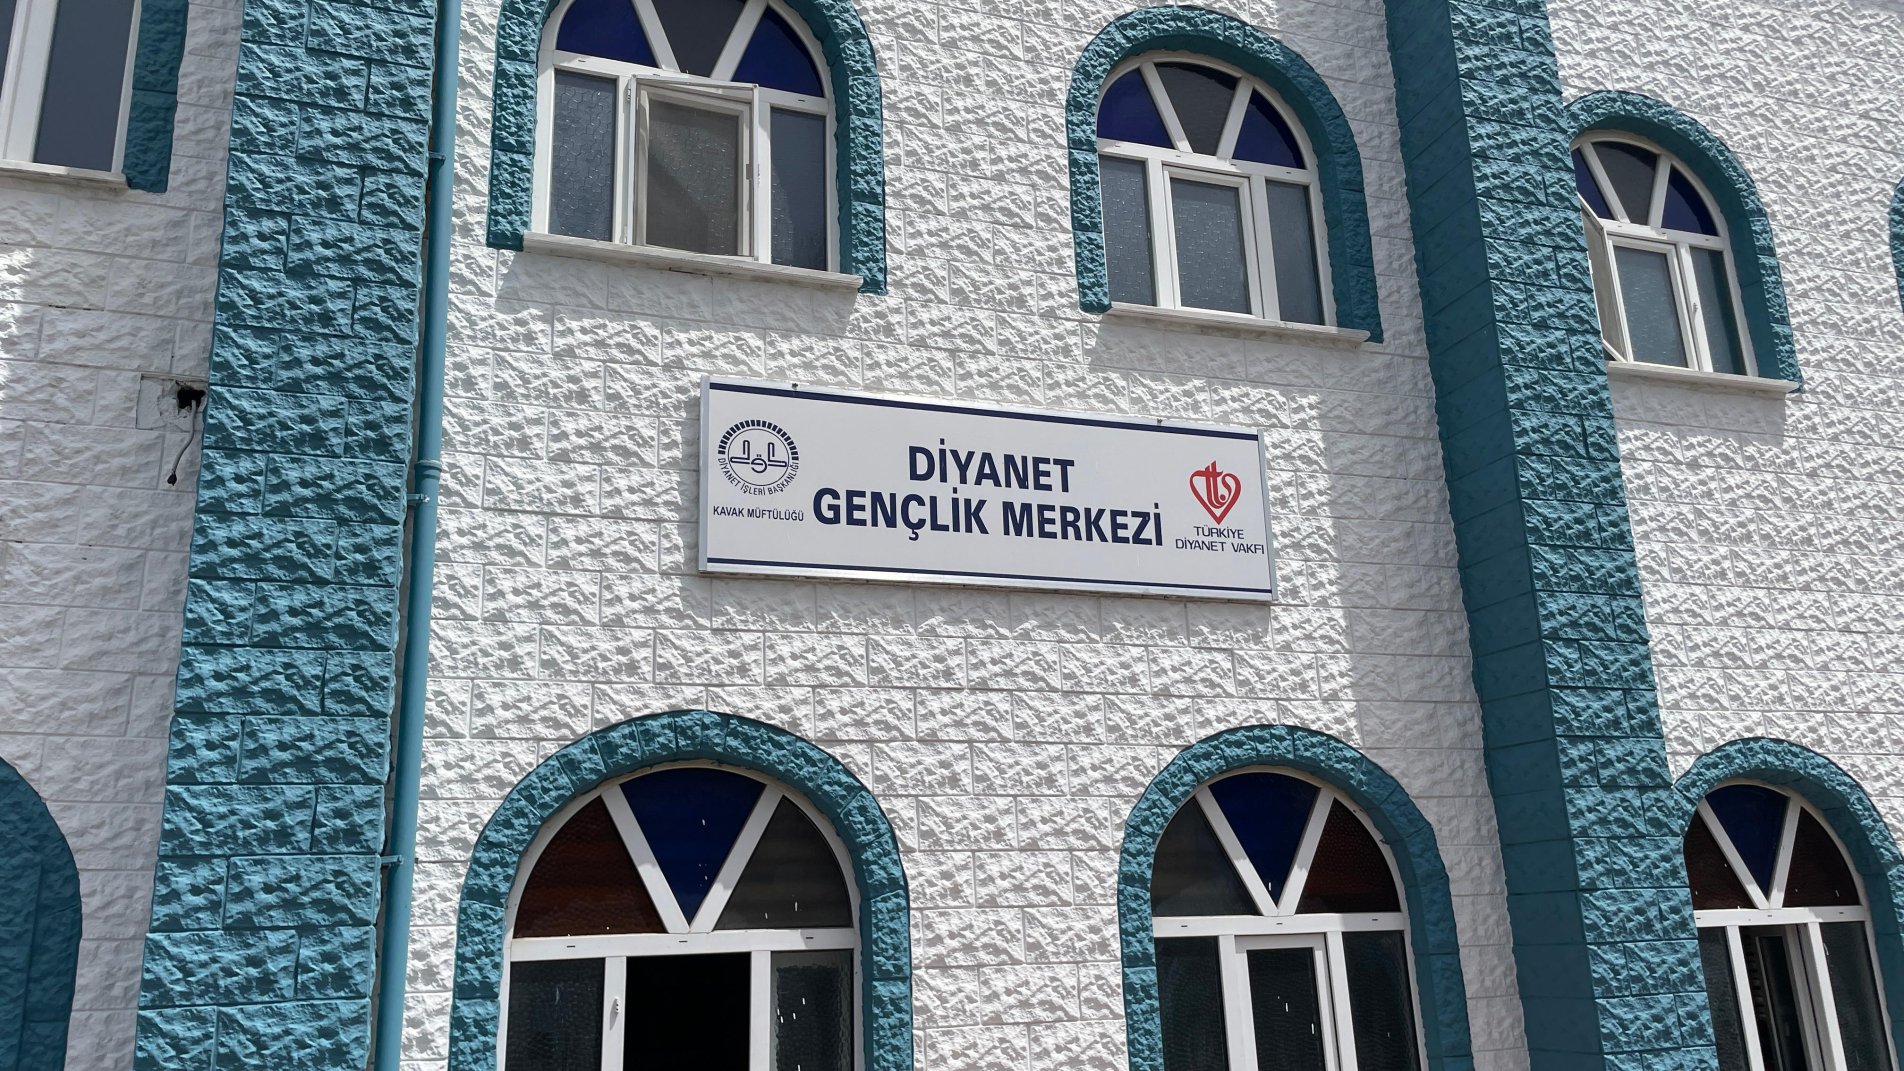 DİYANET İŞLERİ BAŞKANLIĞI
KAVAK MÜFTÜLÜĞÜ
DİYANET
GENÇLİK MERKEZİ
TÜRKİYE
DİYANET VAKFI